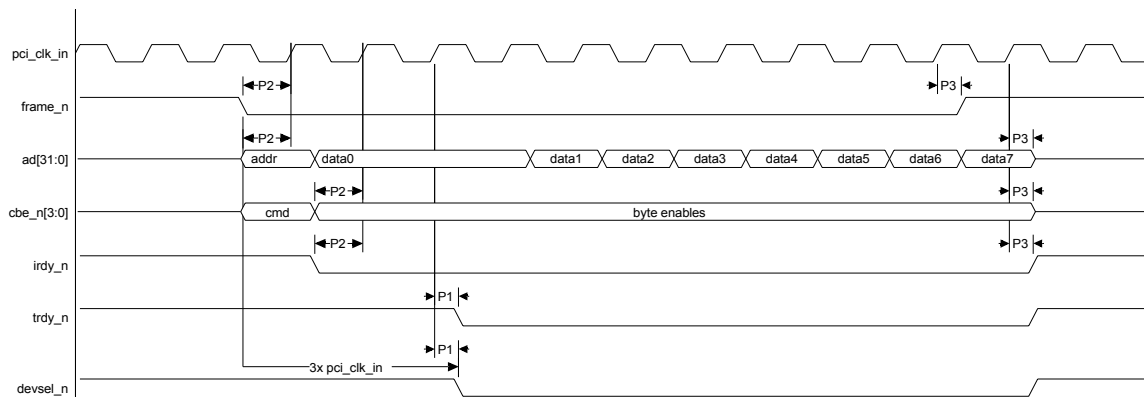 pci_clk_in
P2
P3
frame_n
P2
P3
ad[31:0] addr data0 data1 data2 data3 data4 data5 data6 data7
P2
P3
cbe_n[3:0] cmd byte enables
P2
P3
irdy_n
P1
trdy_n
P1
3x pci_clk_in
devsel_n